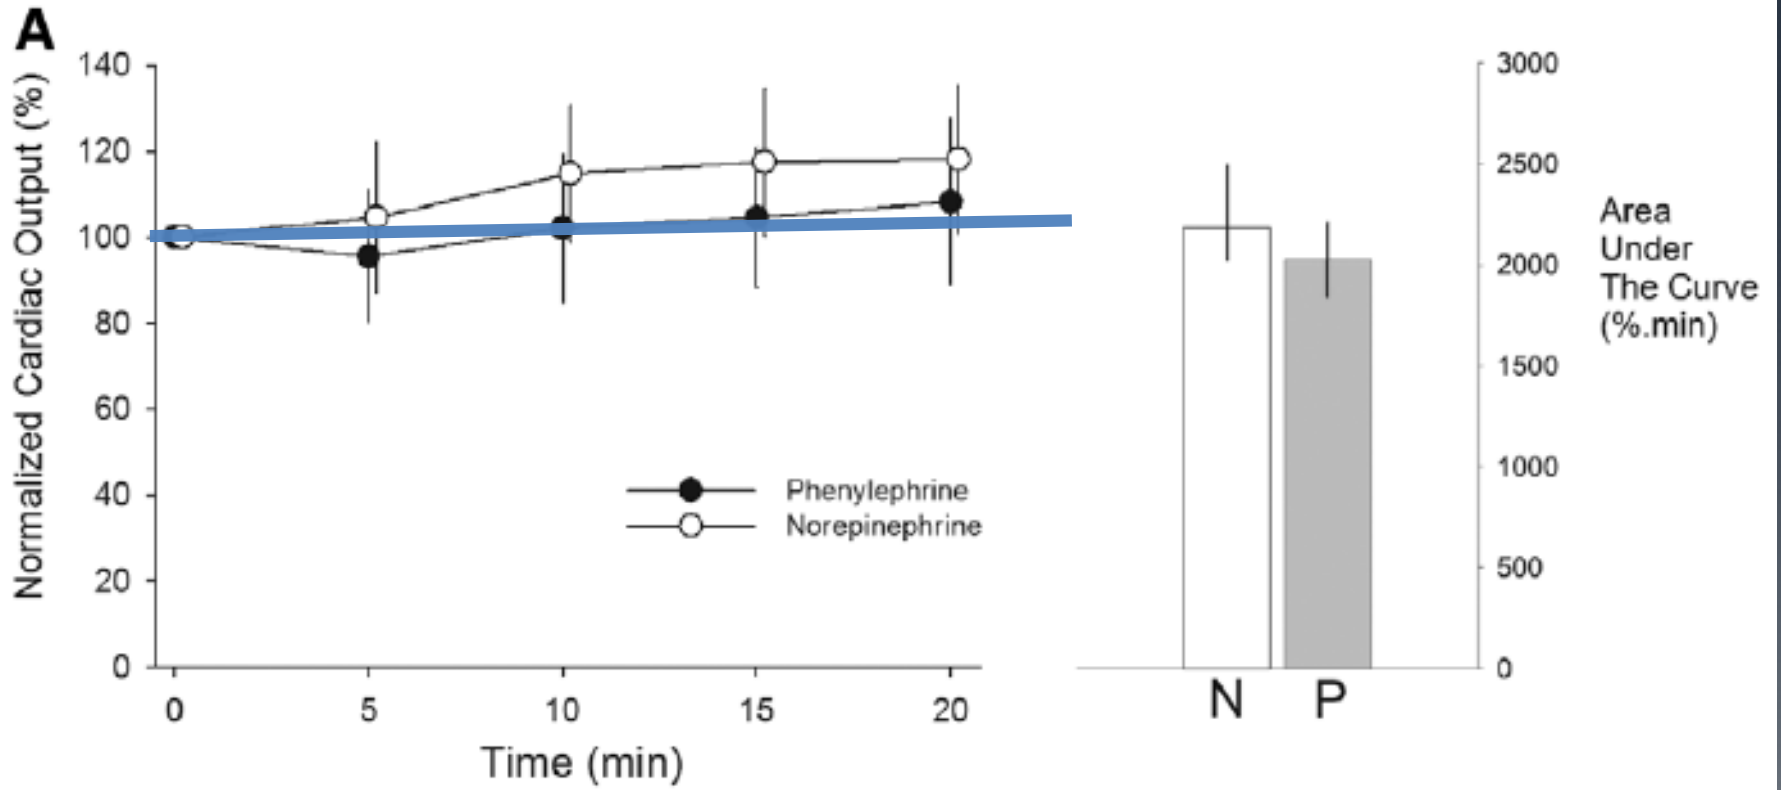 A
Normalized Cardiac Output (%)
140
120
100
80
60
40
20
0
0 5 10 15 20
Time (min)
Phenylephrine
Norepinephrine
3000
2500
2000
1500
1000
500
0
N P
Area
Under
The Curve
(%.min)